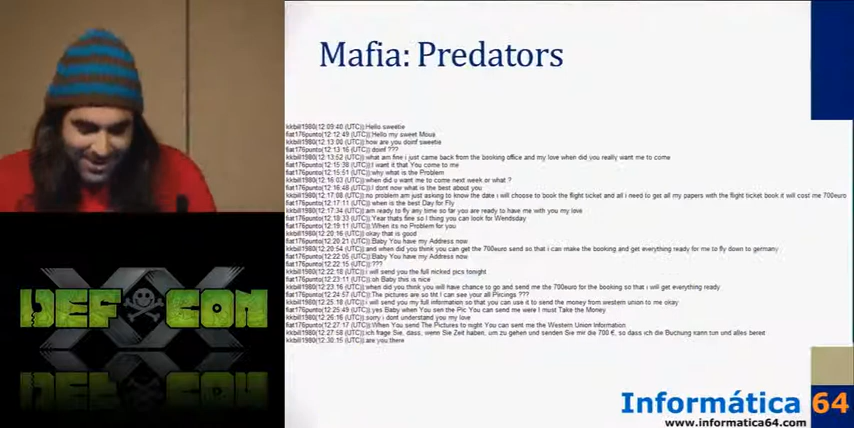 Mafia: Predators
kkbill1980(12:09:40 (UTC)):Hello sweetie
fiat176punto(12:12:49 (UTC)):Hello my sweet Mous
kkbill1980(12:13:00 (UTC)):how are you doinf sweetie
fiat176punto(12:13:16 (UTC)):doinf ???
kkbill1980(12:13:52 (UTC)):what am fine i just came back from the booking office and my love when did you really want me to come
fiat176punto(12:15:38 (UTC)):I want it that You come to me
fiat176punto(12:15:51 (UTC)):why what is the Problem
kkbill1980(12:16:03 (UTC)):when did u want me to come next week or what ?
fiat176punto(12:16:48 (UTC)):I dont now what is the best about you
kkbill1980(12:17:08 (UTC)):no problem am just asking to know the date i will choose to book the flight ticket and all i need to get all my papers with the flight ticket book it will cost me 700euro
fiat176punto(12:17:11 (UTC)):when is the best Day for Fly
kkbill1980(12:17:34 (UTC)):am ready to fly any time so far you are ready to have me with you my love
fiat176punto(12:18:33 (UTC)):Year thats fine so I thing you can look for Wendsday
fiat176punto(12:19:11 (UTC)):When its no Problem for you
kkbill1980(12:20:16 (UTC)):okay that is good
fiat176punto(12:20:21 (UTC)):Baby You have my Address now
kkbill1980(12:20:54 (UTC)):and when did you think you can get the 700euro send so that i can make the booking and get everything ready for me to fly down to germany
fiat176punto(12:22:05 (UTC)):Baby You have my Address now
fiat176punto(12:22:15 (UTC)):???
kkbill1980(12:22:18 (UTC)):i will send you the full nicked pics tonight
fiat176punto(12:23:11 (UTC)):oh Baby this is nice
kkbill1980(12:23:16 (UTC)):when did you think you will have chance to go and send me the 700euro for the booking so that i will get everything ready
fiat176punto(12:24:57 (UTC)):The pictures are so tht I can see your all Piicings ???
kkbill1980(12:25:18 (UTC)):i will send you my full information so that you can use it to send the money from western union to me okay
fiat176punto(12:25:49 (UTC)):yes Baby when You sen the Pic You can send me were I must Take the Money
kkbill1980(12:26:16 (UTC)):sorry i dont understand you my love
fiat176punto(12:27:17 (UTC)):When You send The Pictures to night You can sent me the Western Union Information
kkbill1980(12:27:58 (UTC)):ich frage Sie, dass, wenn Sie Zeit haben, um zu gehen und senden Sie mir die 700 €, so dass ich die Buchung kann tun und alles bereit
kkbill1980(12:30:15 (UTC)):are you there
XX
DEFCON
Informática 64
www.informatica64.com